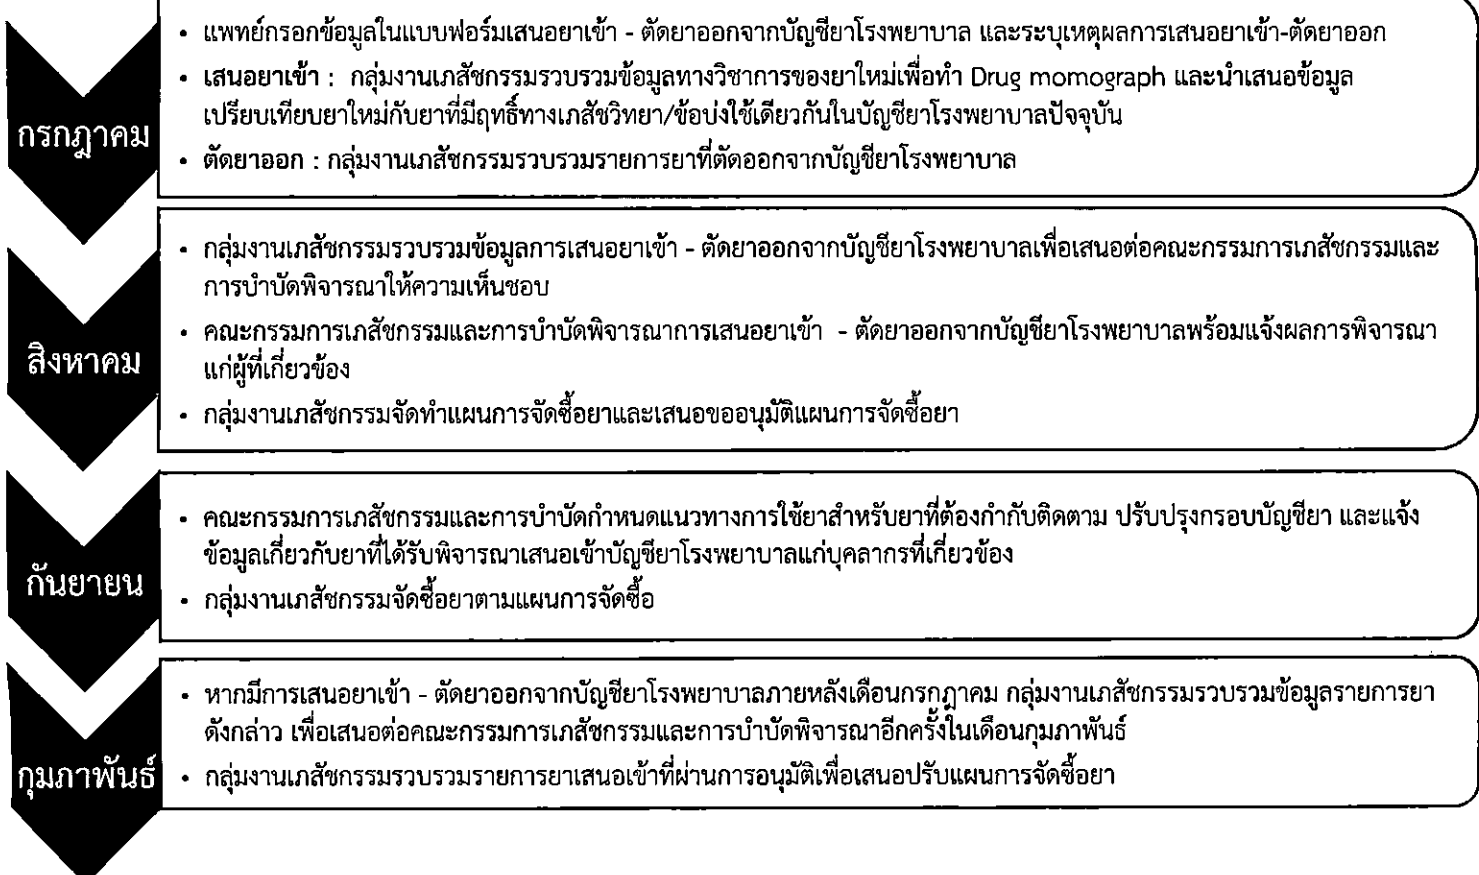 กรกฎาคม
• แพทย์กรอกข้อมูลในแบบฟอร์มเสนอยาเข้า - ตัดยาออกจากบัญชียาโรงพยาบาล และระบุเหตุผลการเสนอยาเข้า-ตัดยาออก
• เสนอยาเข้า : กลุ่มงานเภสัชกรรมรวบรวมข้อมูลทางวิชาการของยาใหม่เพื่อทำ Drug momograph และนำเสนอข้อมูล
เปรียบเทียบยาใหม่กับยาที่มีฤทธิ์ทางเภสัชวิทยา/ข้อบ่งใช้เดียวกันในบัญชียาโรงพยาบาลปัจจุบัน
• ตัดยาออก : กลุ่มงานเภสัชกรรมรวบรวมรายการยาที่ตัดออกจากบัญชียาโรงพยาบาล
สิงหาคม
• กลุ่มงานเภสัชกรรมรวบรวมข้อมูลการเสนอยาเข้า - ตัดยาออกจากบัญชียาโรงพยาบาลเพื่อเสนอต่อคณะกรรมการเภสัชกรรมและ
การบำบัดพิจารณาให้ความเห็นชอบ
• คณะกรรมการเภสัชกรรมและการบำบัดพิจารณาการเสนอยาเข้า - ตัดยาออกจากบัญชียาโรงพยาบาลพร้อมแจ้งผลการพิจารณา
แก่ผู้ที่เกี่ยวข้อง
• กลุ่มงานเภสัชกรรมจัดทำแผนการจัดซื้อยาและเสนอขออนุมัติแผนการจัดซื้อยา
กันยายน
• คณะกรรมการเภสัชกรรมและการบำบัดกำหนดแนวทางการใช้ยาสำหรับยาที่ต้องกำกับติดตาม ปรับปรุงกรอบบัญชียา และแจ้ง
ข้อมูลเกี่ยวกับยาที่ได้รับพิจารณาเสนอเข้าบัญชียาโรงพยาบาลแก่บุคลากรที่เกี่ยวข้อง
• กลุ่มงานเภสัชกรรมจัดซื้อยาตามแผนการจัดซื้อ
กุมภาพันธ์
• หากมีการเสนอยาเข้า - ตัดยาออกจากบัญชียาโรงพยาบาลภายหลังเดือนกรกฎาคม กลุ่มงานเภสัชกรรมรวบรวมข้อมูลรายการยา
ดังกล่าว เพื่อเสนอต่อคณะกรรมการเภสัชกรรมและการบำบัดพิจารณาอีกครั้งในเดือนกุมภาพันธ์
• กลุ่มงานเภสัชกรรมรวบรวมรายการยาเสนอเข้าที่ผ่านการอนุมัติเพื่อเสนอปรับแผนการจัดซื้อยา